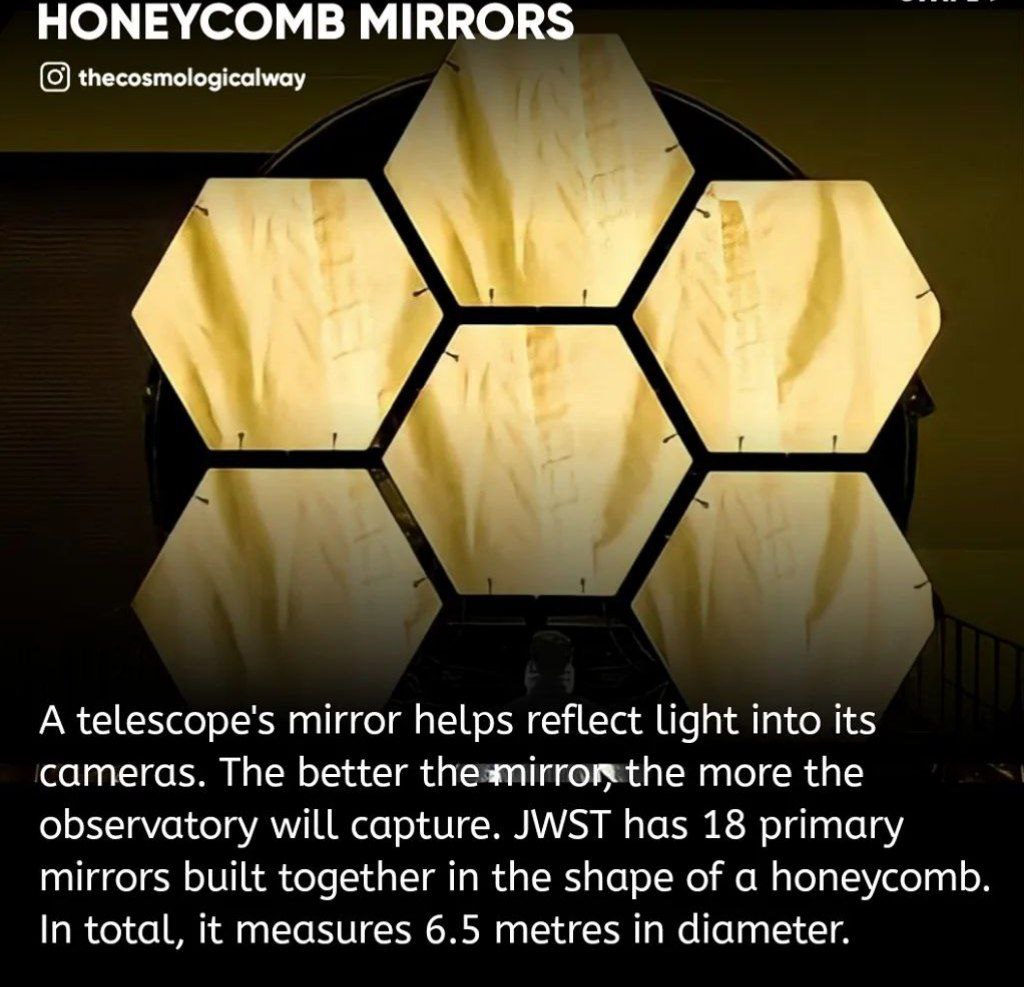 HONEYCOMB MIRRORS
thecosmologicalway
A telescope's mirror helps reflect light into its
cameras. The better the mirror, the more the
observatory will capture. JWST has 18 primary
mirrors built together in the shape of a honeycomb.
In total, it measures 6.5 metres in diameter.